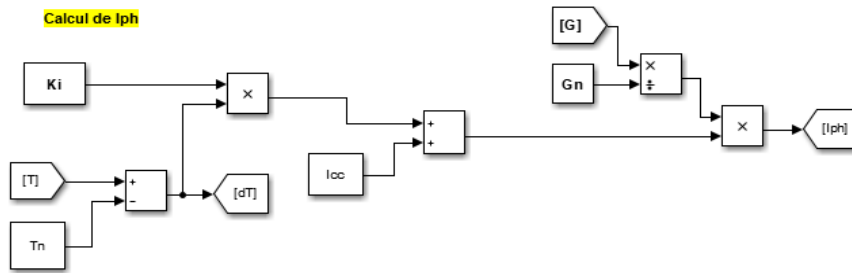 Calcul de Iph
[G]
Ki
×
Gn
×
÷
×
[Iph]
+
+
Icc
[T]
+
−
[dT]
Tn